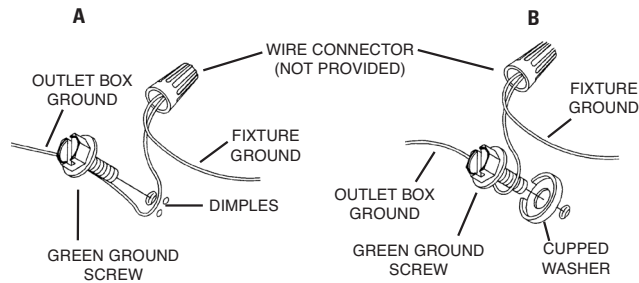 A
B
WIRE CONNECTOR
(NOT PROVIDED)
OUTLET BOX
GROUND
FIXTURE
GROUND
DIMPLES
GREEN GROUND
SCREW
FIXTURE
GROUND
OUTLET BOX
GROUND
GREEN GROUND
SCREW
CUPPED
WASHER